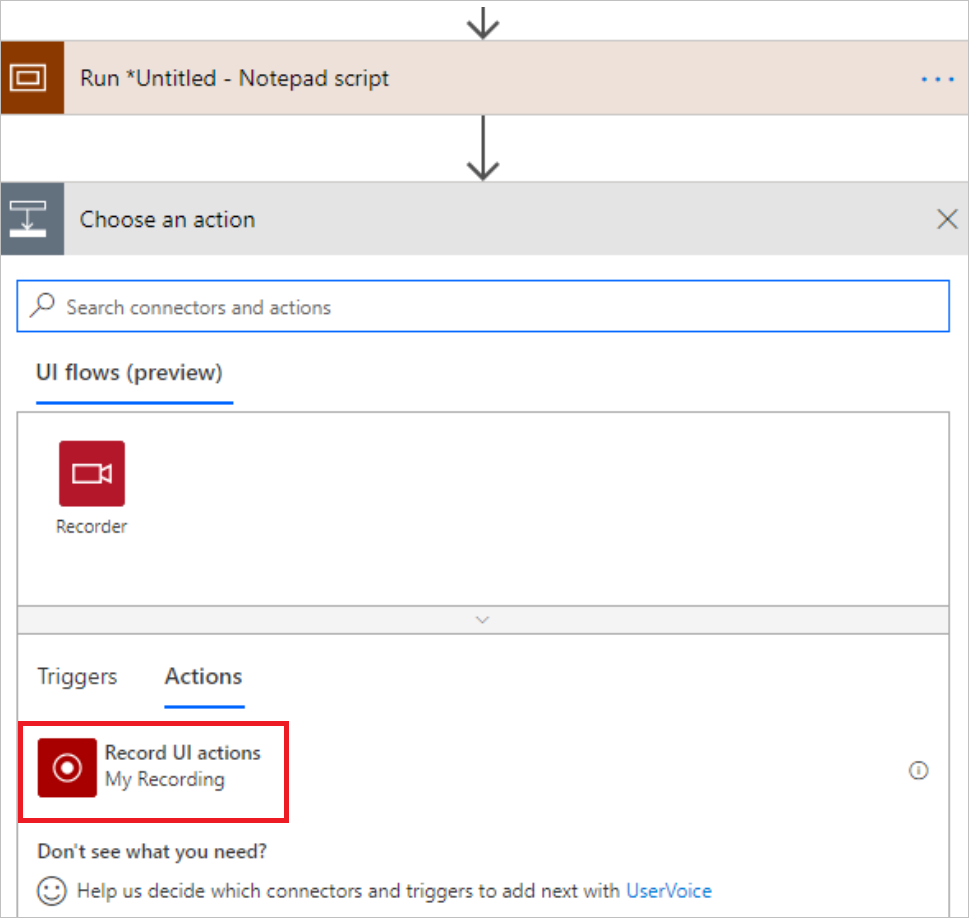 Run *Untitled - Notepad script
Choose an action
Search connectors and actions
UI flows (preview)
Recorder
Triggers Actions
Record UI actions
My Recording
Don't see what you need?
Help us decide which connectors and triggers to add next with UserVoice